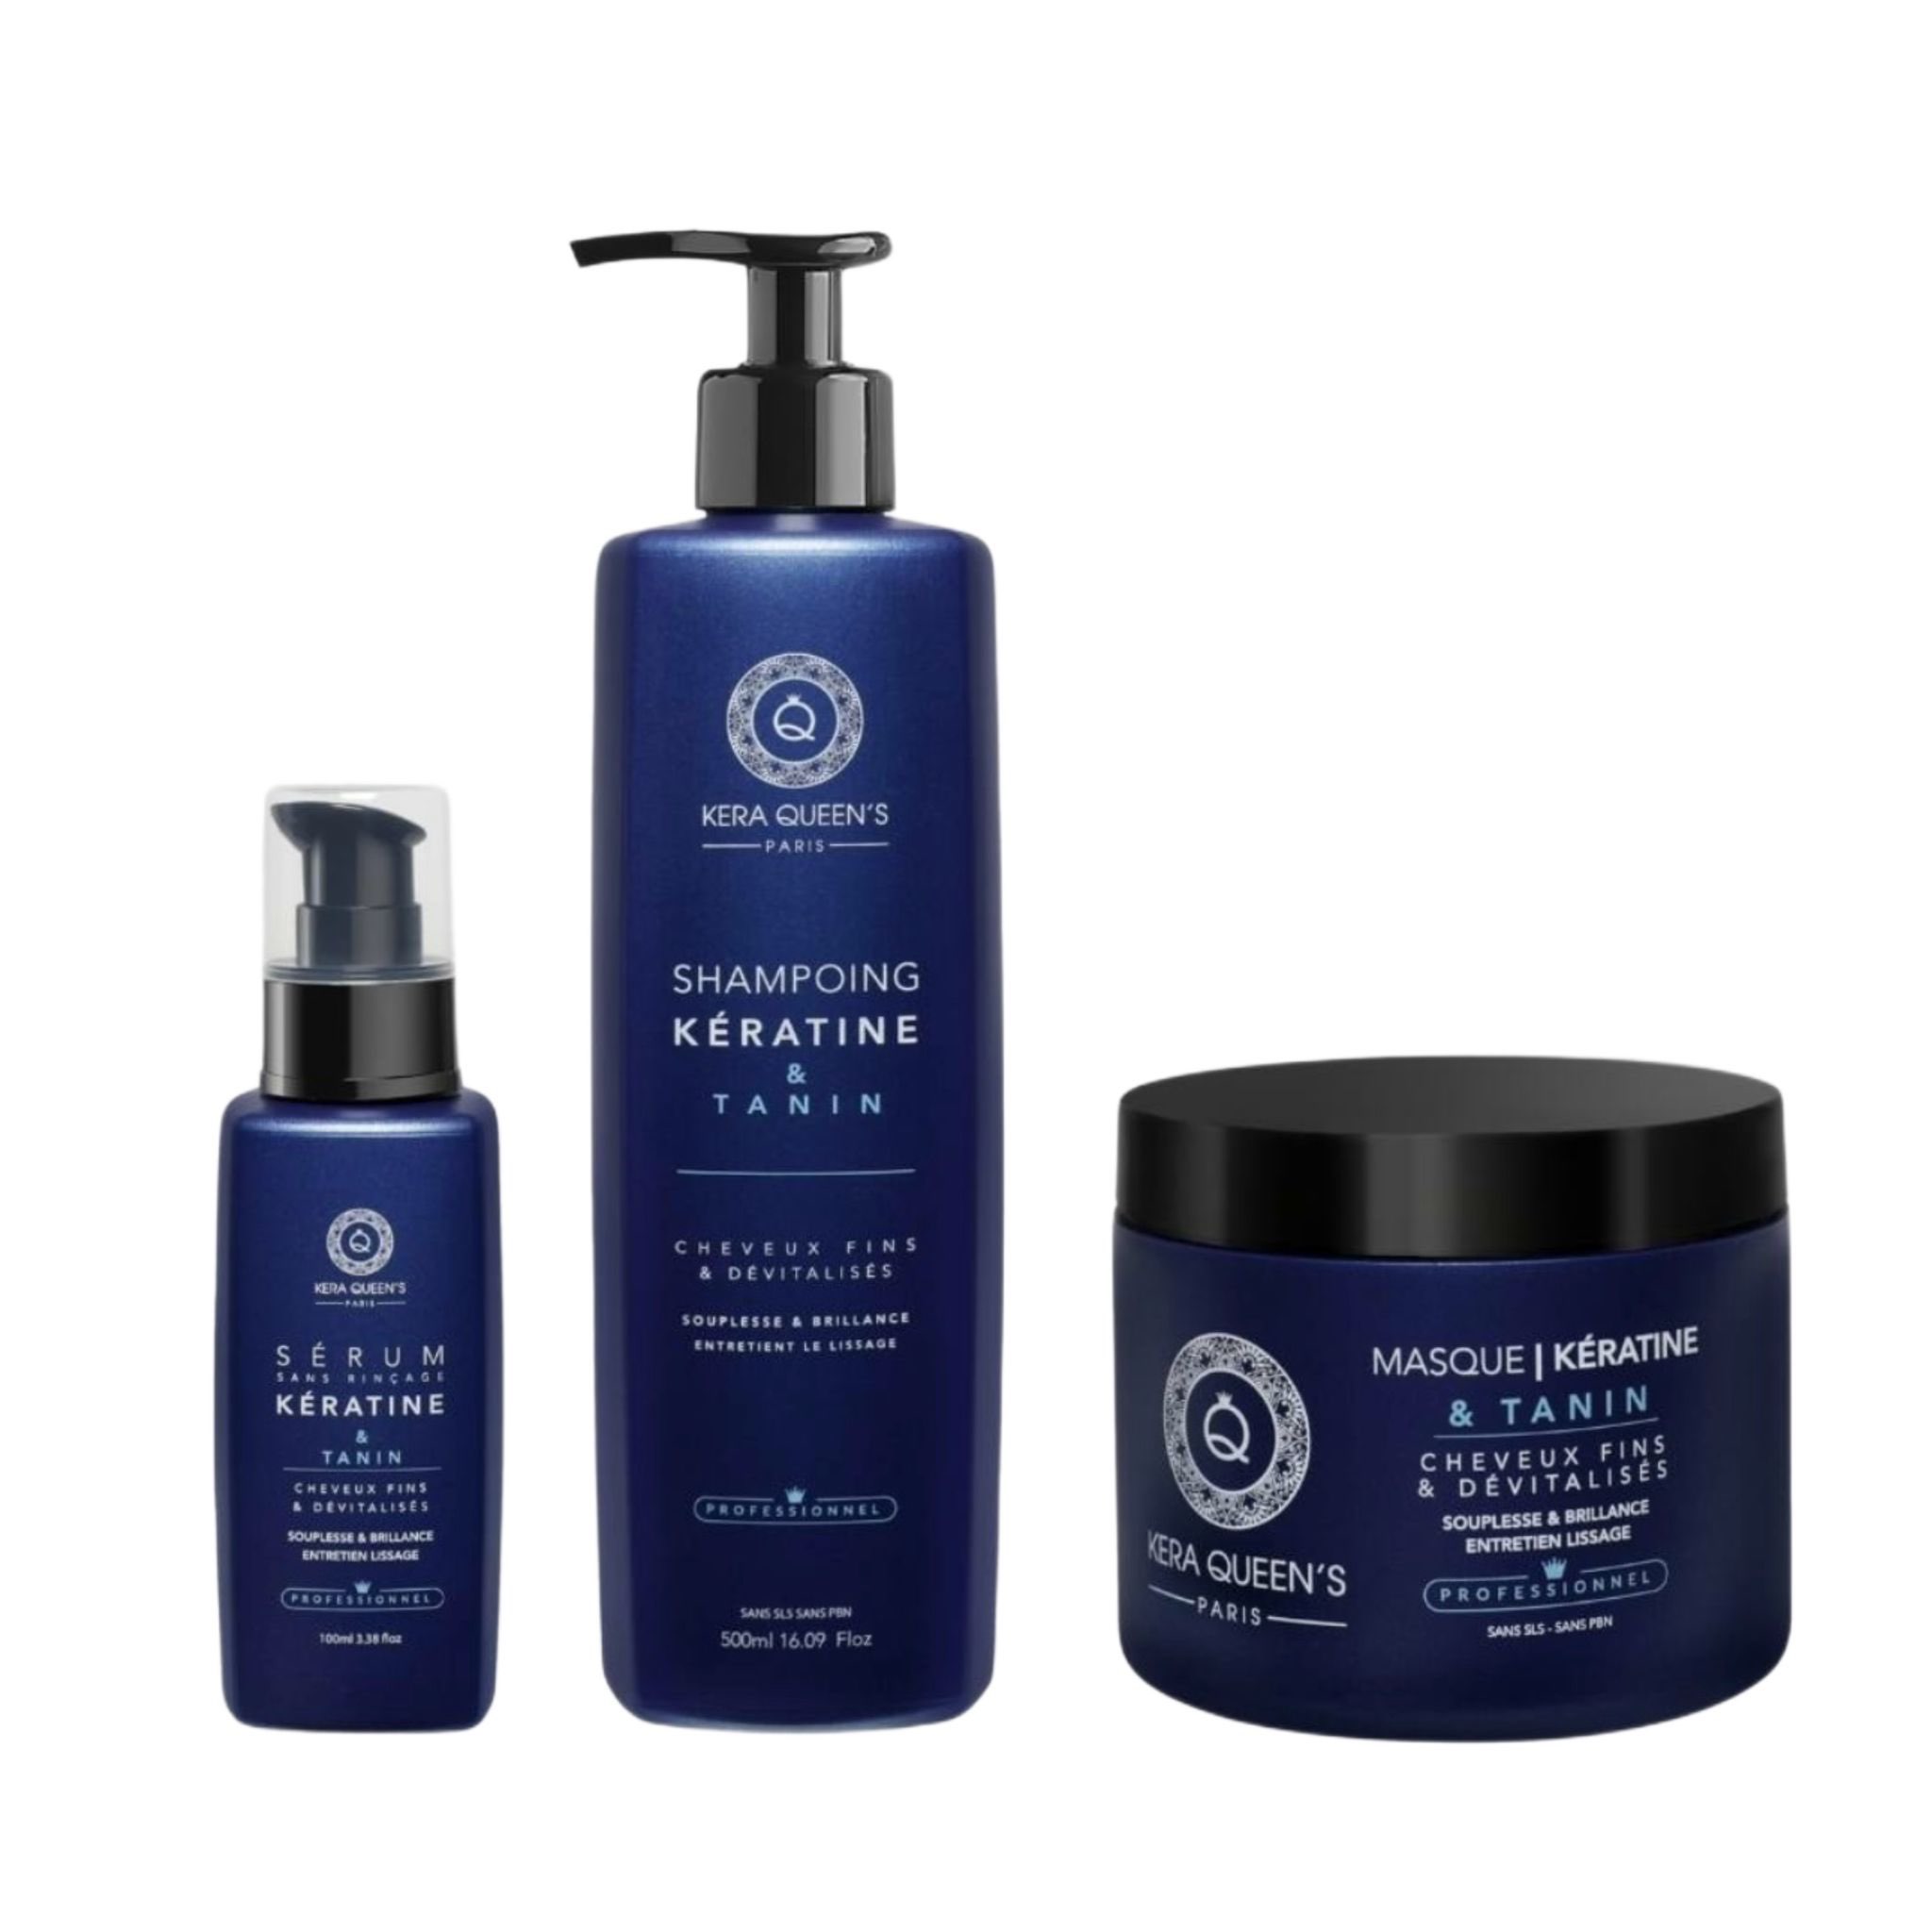 KERA QUEEN'S
PARIS
SÉRUM
SANS RINÇAGE
KÉRATINE
&
TANIN
CHEVEUX FINS
& DÉVITALISÉS
SOUPLESSE & BRILLANCE
ENTRETIEN LISSAGE
PROFESSIONNEL
100ml 3.38 floz
Q
KERA QUEEN'S
PARIS
SHAMPOING
KÉRATINE
&
TANIN
CHEVEUX FINS
& DÉVITALISÉS
SOUPLESSE & BRILLANCE
ENTRETIENT LE LISSAGE
PROFESSIONNEL
SANS SLS SANS PBN
500ml 16.09 Floz
Q
KERA QUEEN'S
PARIS
MASQUE | KÉRATINE
& TANIN
CHEVEUX FINS
& DÉVITALISÉS
SOUPLESSE & BRILLANCE
ENTRETIEN LISSAGE
PROFESSIONNEL
SANS SLS - SANS PBN